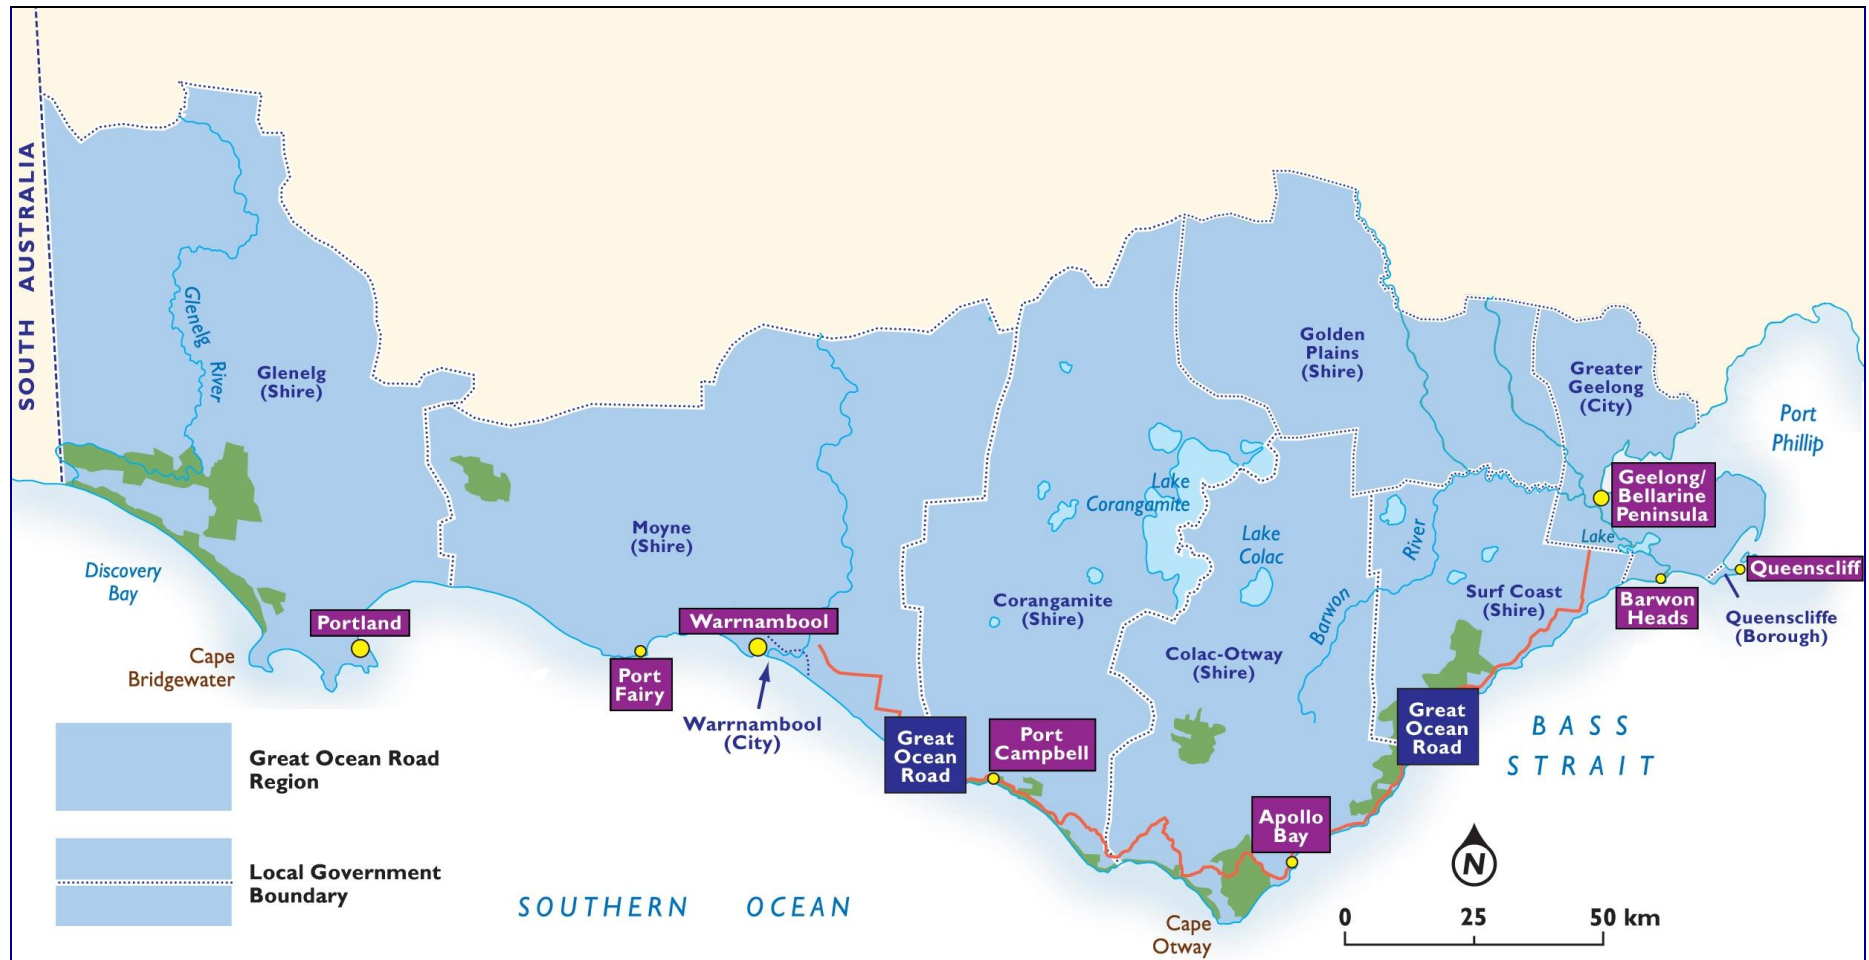 SOUTH AUSTRALIA
Glenelg
River
Glenelg
(Shire)
Discovery
Bay
Cape
Bridgewater
Portland
Moyne
(Shire)
Port
Fairy
Warrnambool
Warrnambool
(City)
Great
Ocean
Road
Port
Campbell
Corangamite
(Shire)
Lake
Corangamite
Lake
Colac
Colac-Otway
(Shire)
Golden
Plains
(Shire)
Barwon
River
Surf Coast
(Shire)
Greater
Geelong
(City)
Port
Phillip
Geelong/
Bellarine
Peninsula
Lake
Queenscliff
Barwon
Heads
Queenscliffe
(Borough)
Great
Ocean
Road
Apollo
Bay
Cape
Otway
BASS
STRAIT
SOUTHERN OCEAN
Great Ocean Road
Region
Local Government
Boundary
N
0 25 50 km